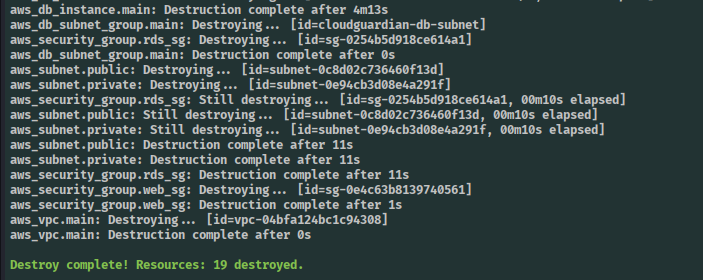 aws_db_instance.main: Destruction complete after 4m13s
aws_db_subnet_group.main: Destroying... [id=cloudguardian-db-subnet]
aws_security_group.rds_sg: Destroying... [id=sg-0254b5d918ce614a1]
aws_db_subnet_group.main: Destruction complete after 0s
aws_subnet.public: Destroying... [id=subnet-0c8d02c736460f13d]
aws_subnet.private: Destroying... [id=subnet-0e94cb3d08e4a291f]
aws_security_group.rds_sg: Still destroying... [id=sg-0254b5d918ce614a1, 00m10s elapsed]
aws_subnet.public: Still destroying... [id=subnet-0c8d02c736460f13d, 00m10s elapsed]
aws_subnet.private: Still destroying... [id=subnet-0e94cb3d08e4a291f, 00m10s elapsed]
aws_subnet.public: Destruction complete after 11s
aws_subnet.private: Destruction complete after 11s
aws_security_group.rds_sg: Destruction complete after 11s
aws_security_group.web_sg: Destroying... [id=sg-0e4c63b8139740561]
aws_security_group.web_sg: Destruction complete after 1s
aws_vpc.main: Destroying... [id=vpc-04bfa124bc1c94308]
aws_vpc.main: Destruction complete after 0s
Destroy complete! Resources: 19 destroyed.